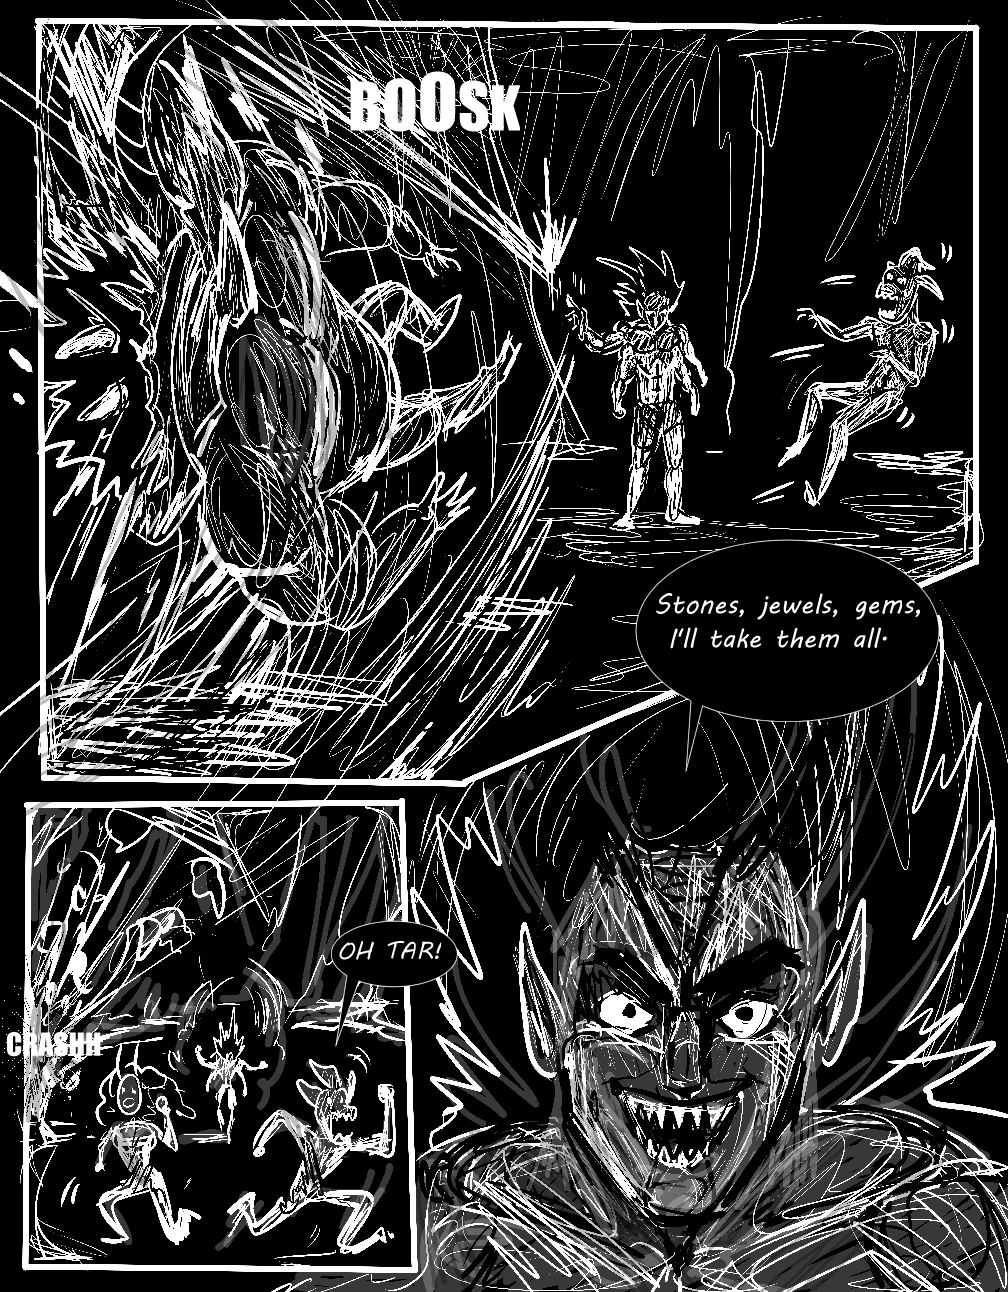 BOOSK
Stones, jewels, gems,
I'll take them all.
OH TAR!
CRASHH